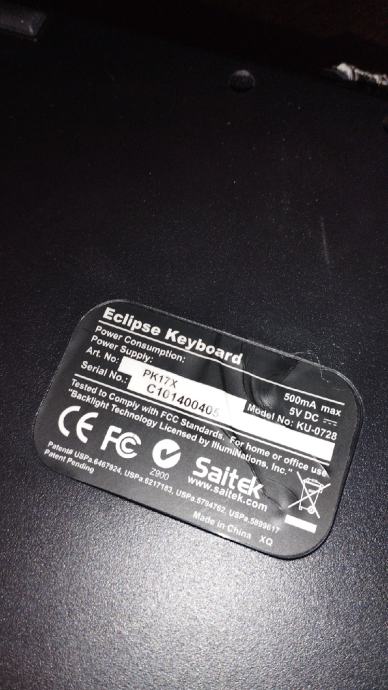 Eclipse Keyboard
Power Consumption: 500mA max
Power Supply: 5V DC
Art. No: PK17X Model No: KU-0728
Serial No.: C101400405
Tested to Comply with FCC Standards. For home or office use
"Backlight Technology Licensed by IllumiNations, Inc."
CE FC Z900 Saitek
www.saitek.com
Patent# USPa.6467924, USPa.6217183, USPa.5794762, USPa.5899617
Patent Pending
Made in China XQ